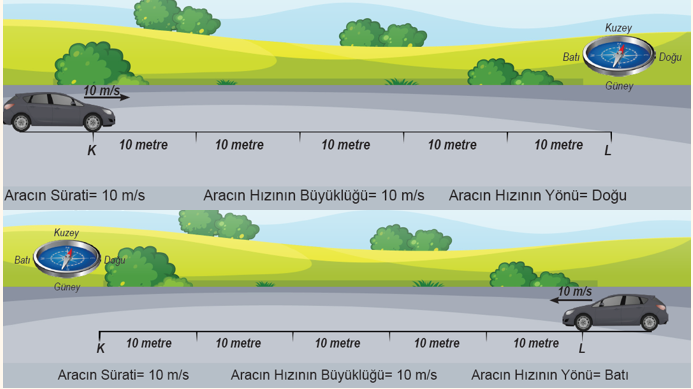 Kuzey
Batı Doğu
Güney
10 m/s
K 10 metre 10 metre 10 metre 10 metre 10 metre L
Aracın Sürati= 10 m/s Aracın Hızının Büyüklüğü= 10 m/s Aracın Hızının Yönü= Doğu
Kuzey
Batı Doğu
Güney
10 m/s
K 10 metre 10 metre 10 metre 10 metre 10 metre L
Aracın Sürati= 10 m/s Aracın Hızının Büyüklüğü= 10 m/s Aracın Hızının Yönü= Batı